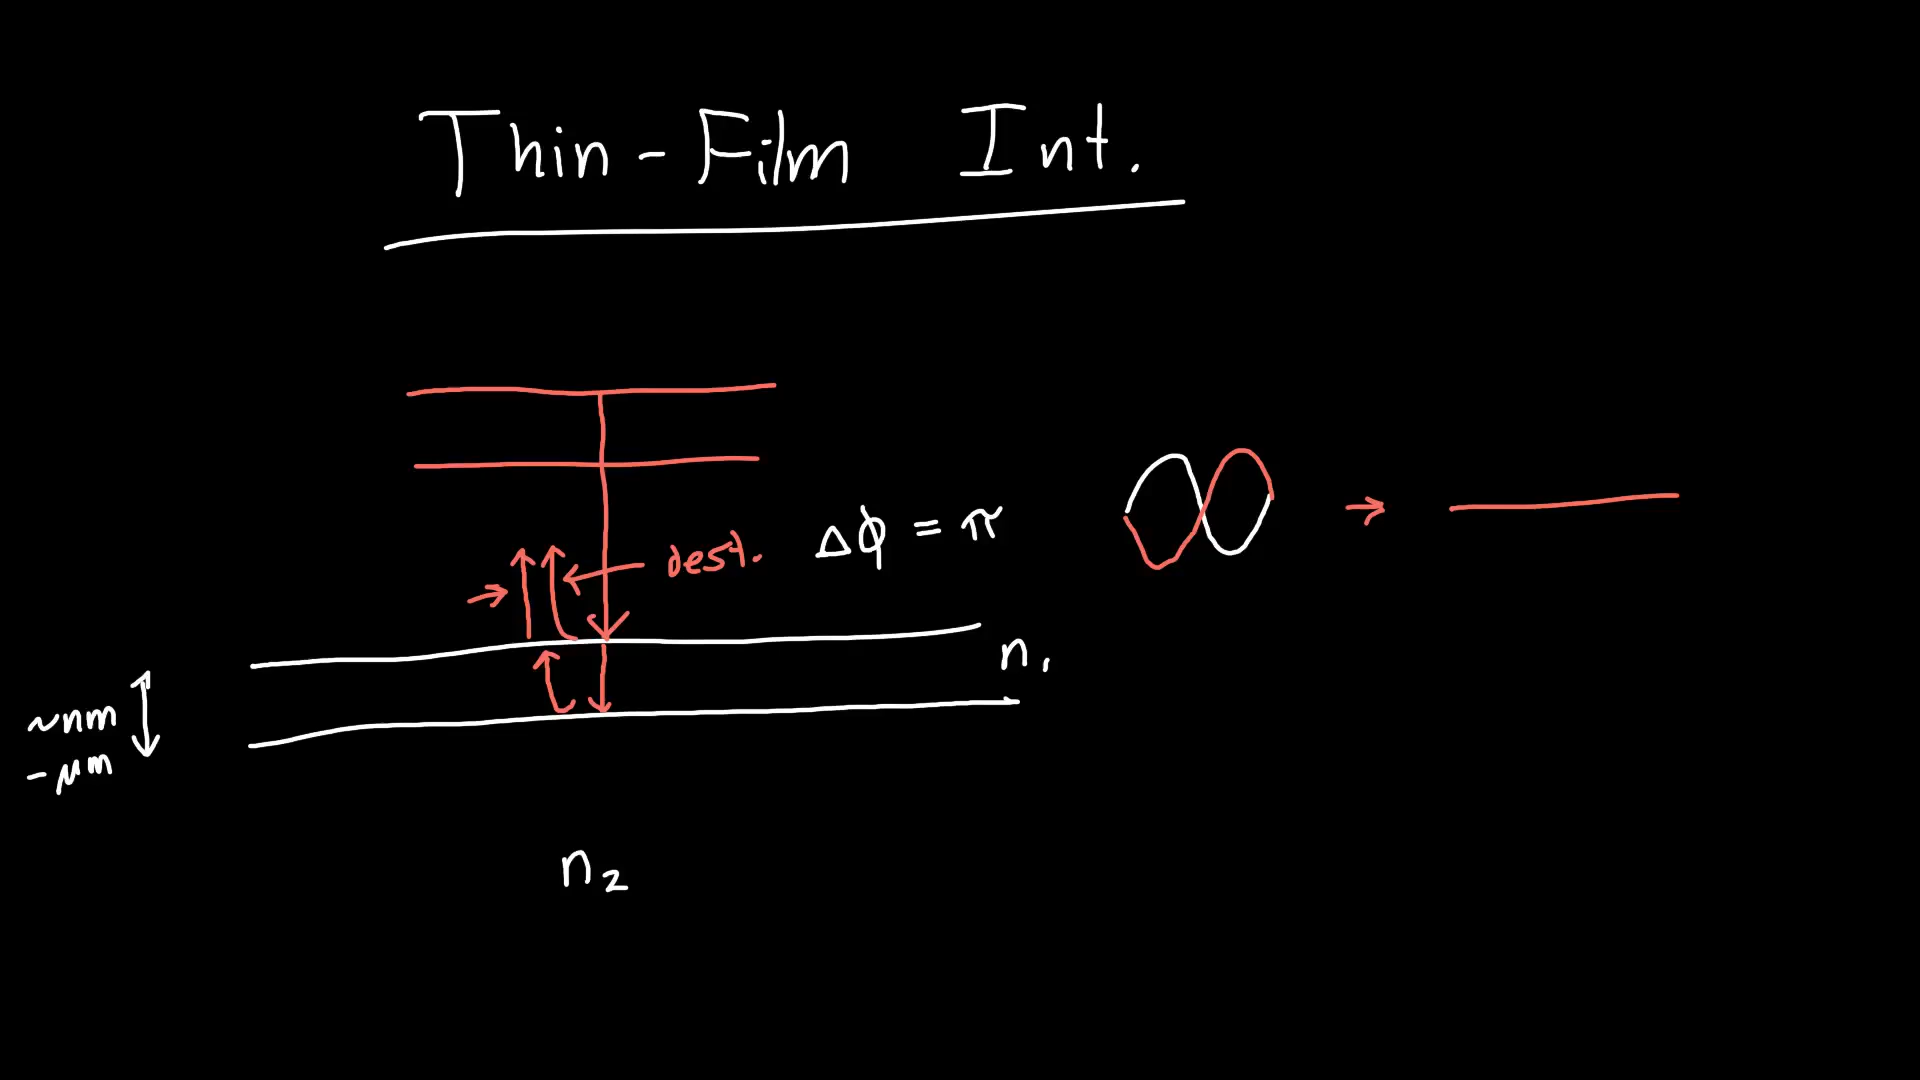 Thin-Film Int.
dest.
Δϕ = π
n₁
~nm
-μm
n₂